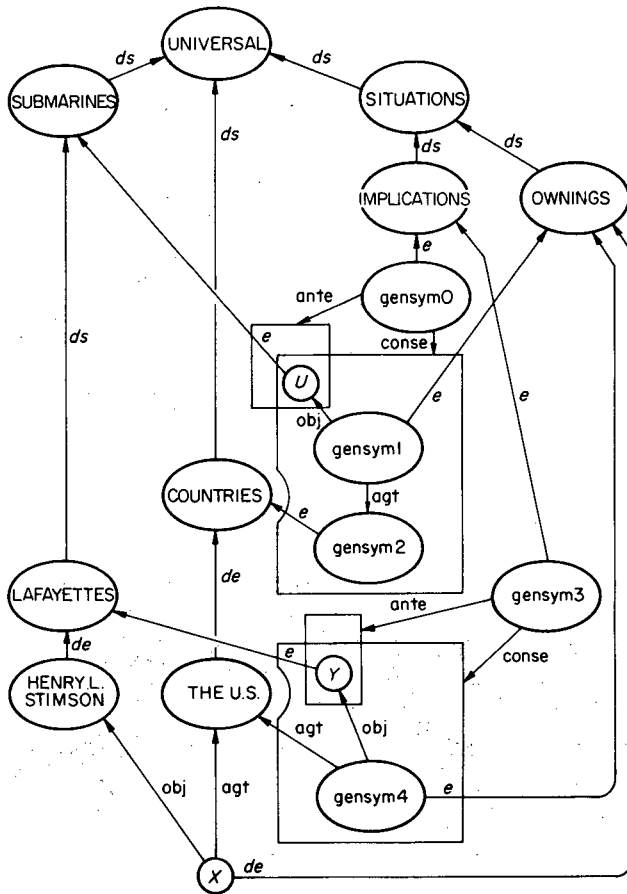 UNIVERSAL
ds
ds
SUBMARINES
SITUATIONS
ds
ds
ds
IMPLICATIONS
OWNINGS
e
ante
gensym0
conse
e
U
ds
e
e
obj
gensym1
agt
COUNTRIES
e
gensym2
de
LAFAYETTES
ante
gensym3
de
e
conse
HENRY.L.
STIMSON
THE U.S.
Y
agt
obj
obj
agt
gensym4
e
X
de